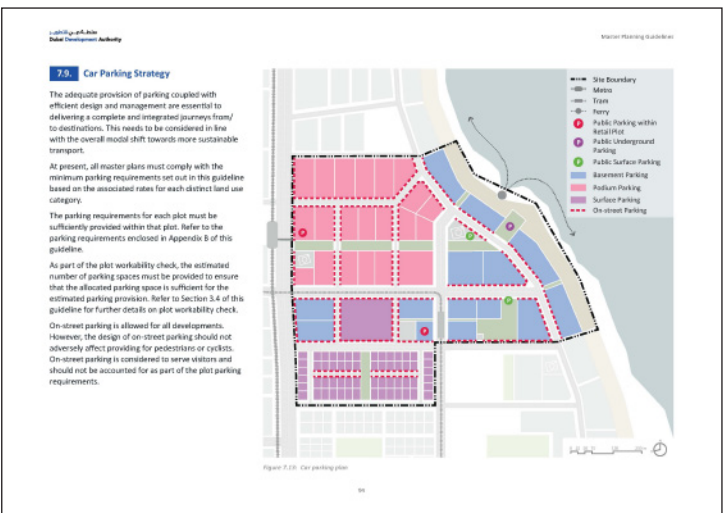 Dubai Development Authority
Master Planning Guidelines
7.9. Car Parking Strategy
The adequate provision of parking coupled with
efficient design and management are essential to
delivering a complete and integrated journeys from/
to destinations. This needs to be considered in line
with the overall modal shift towards more sustainable
transport.
At present, all master plans must comply with the
minimum parking requirements set out in this guideline
based on the associated rates for each distinct land use
category.
The parking requirements for each plot must be
sufficiently provided within that plot. Refer to the
parking requirements enclosed in Appendix B of this
guideline.
As part of the plot workability check, the estimated
number of parking spaces must be provided to ensure
that the allocated parking space is sufficient for the
estimated parking provision. Refer to Section 3.4 of this
guideline for further details on plot workability check.
On-street parking is allowed for all developments.
However, the design of on-street parking should not
adversely affect providing for pedestrians or cyclists.
On-street parking is considered to serve visitors and
should not be accounted for as part of the plot parking
requirements.
Site Boundary
Metro
Tram
Ferry
P Public Parking within
Retail Plot
P Public Underground
Parking
P Public Surface Parking
Basement Parking
Podium Parking
Surface Parking
On-street Parking
P
P
P
P
P
Car parking plan